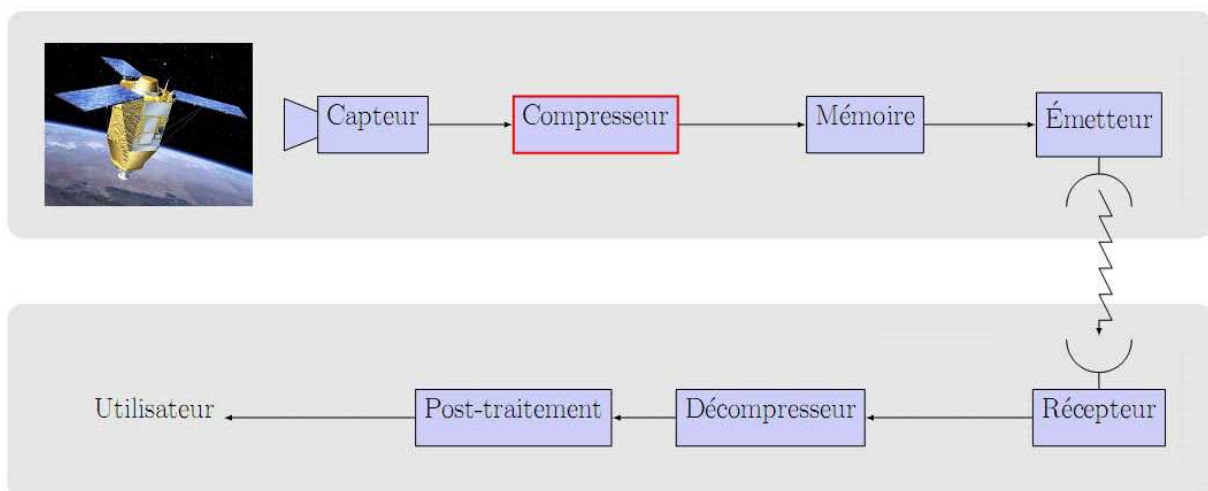 Capteur
Compresseur
Mémoire
Émetteur
Utilisateur
Post-traitement
Décompresseur
Récepteur